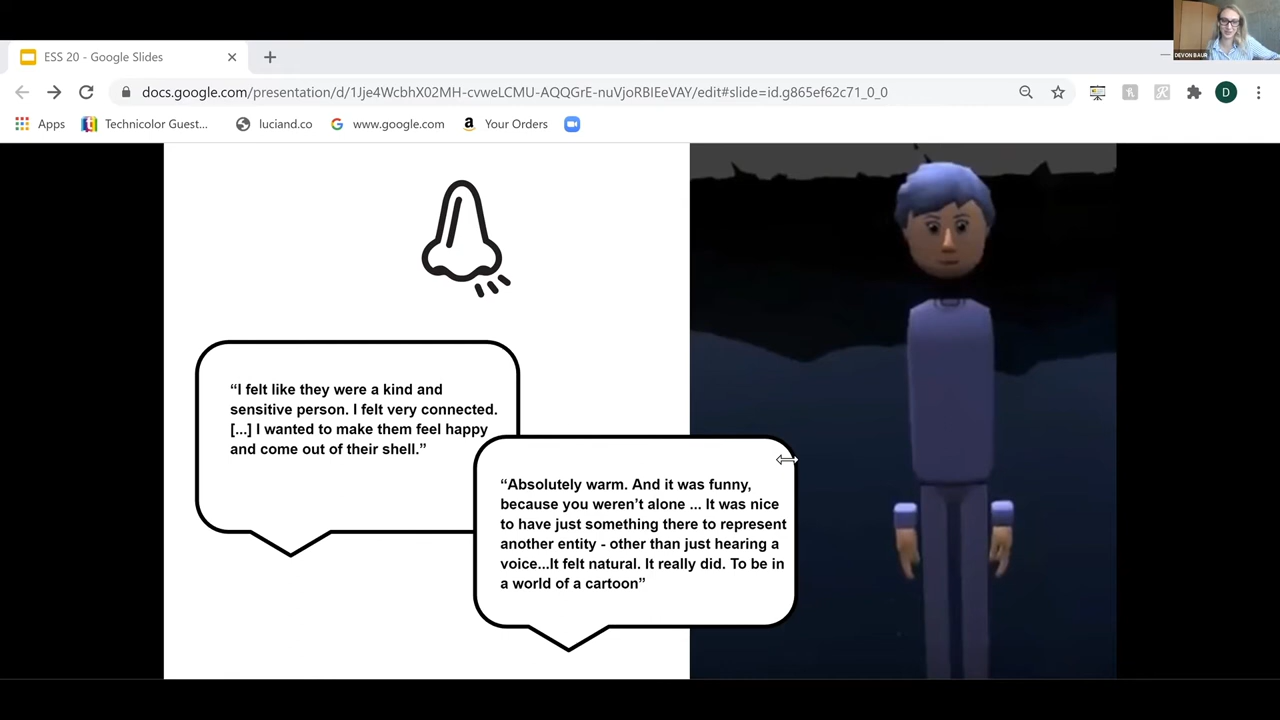 DEVON BAUR
ESS 20 - Google Slides
docs.google.com/presentation/d/1Jje4WcbhX02MH-cvweLCMU-AQQGrE-nuVjoRBIEeVAY/edit#slide=id.g865ef62c71_0_0
D
Apps
Technicolor Guest...
luciand.co
www.google.com
Your Orders
“I felt like they were a kind and
sensitive person. I felt very connected.
[...] I wanted to make them feel happy
and come out of their shell.”
“Absolutely warm. And it was funny,
because you weren’t alone ... It was nice
to have just something there to represent
another entity - other than just hearing a
voice...It felt natural. It really did. To be in
a world of a cartoon”